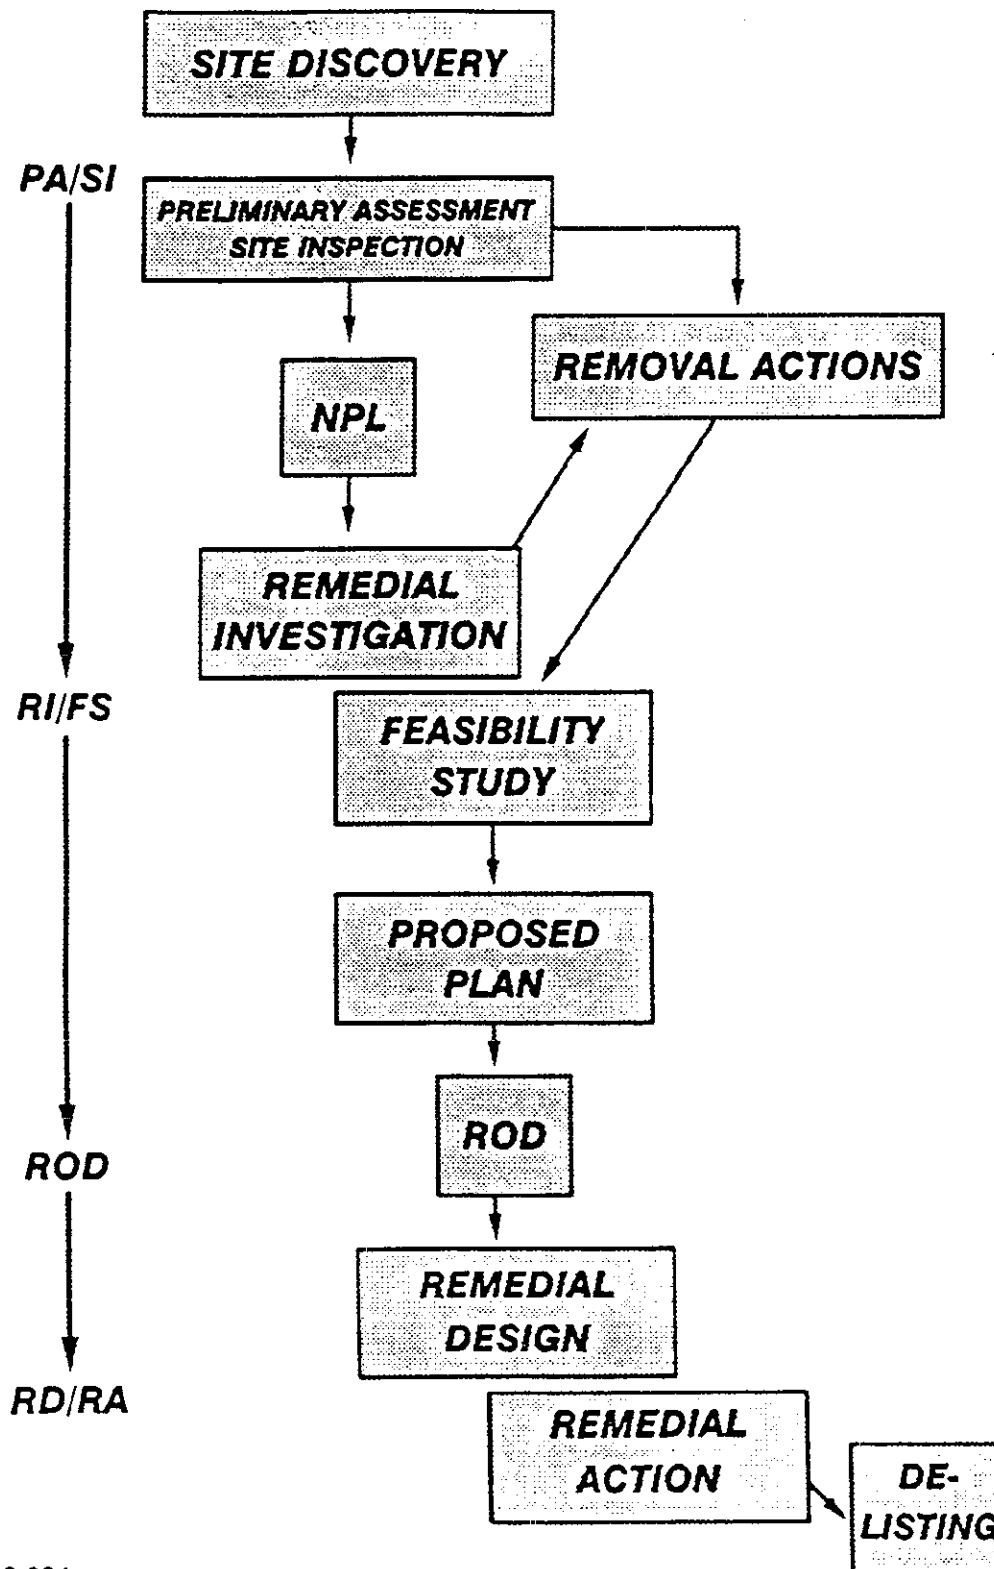 SITE DISCOVERY
PA/SI
PRELIMINARY ASSESSMENT
SITE INSPECTION
REMOVAL ACTIONS
NPL
REMEDIAL
INVESTIGATION
RI/FS
FEASIBILITY
STUDY
PROPOSED
PLAN
ROD
ROD
REMEDIAL
DESIGN
RD/RA
REMEDIAL
ACTION
DE-
LISTING